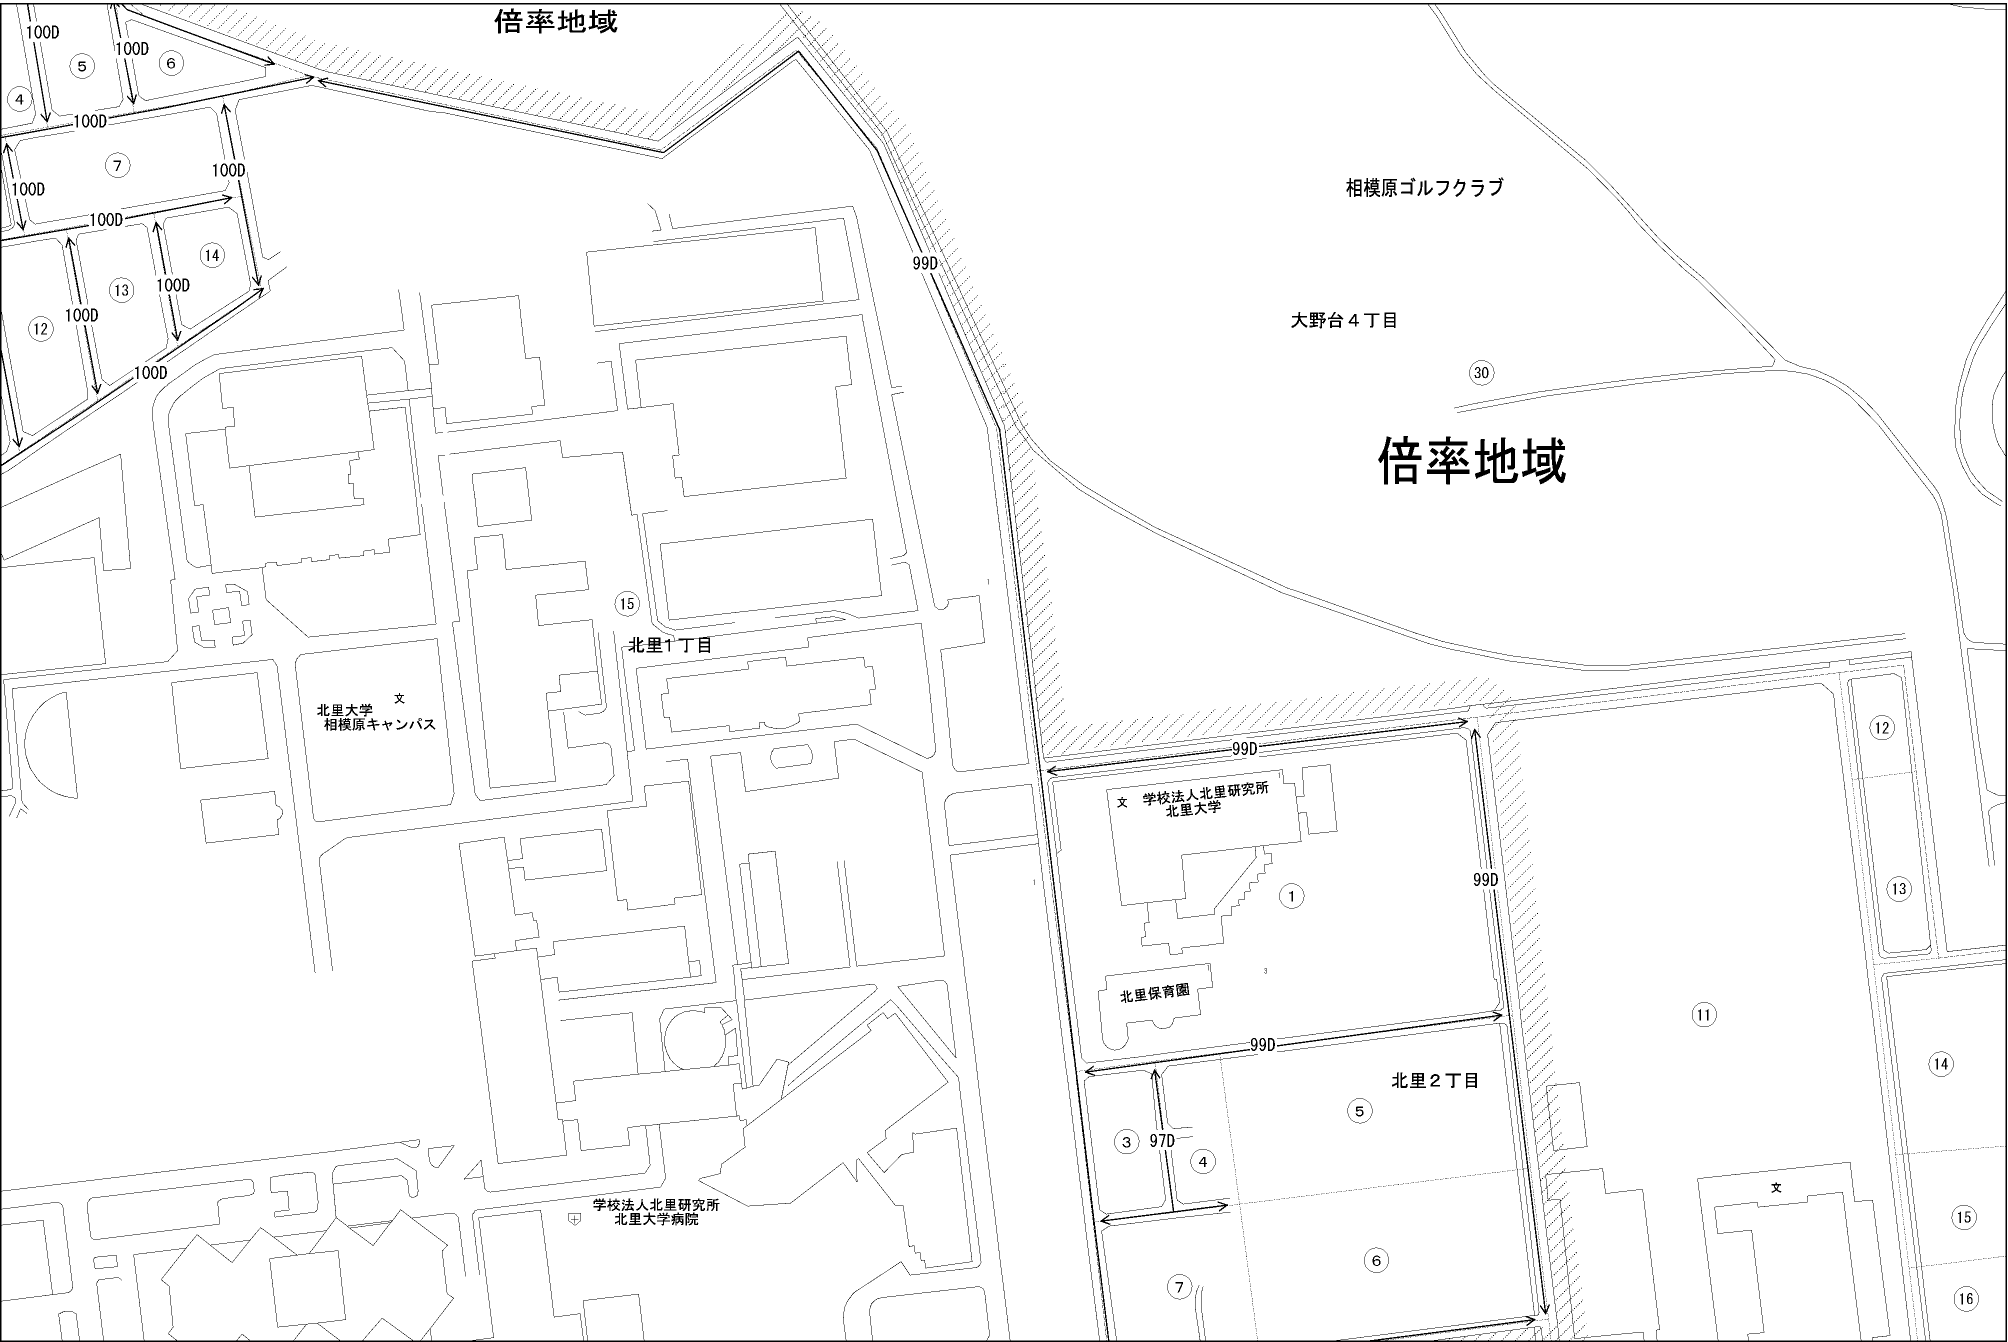 倍率地域
100D
100D
⑤
⑥
④
100D
⑦
100D
100D
100D
⑭
100D
⑬
100D
⑫
100D
99D
相模原ゴルフクラブ
大野台４丁目
㉚
倍率地域
⑮
北里１丁目
文
北里大学
相模原キャンパス
99D
文 学校法人北里研究所
北里大学
99D
①
北里保育園
3
99D
北里２丁目
③
97D
④
⑤
⑥
⑦
⑪
⑫
⑬
⑭
⑮
⑯
文
学校法人北里研究所
北里大学病院